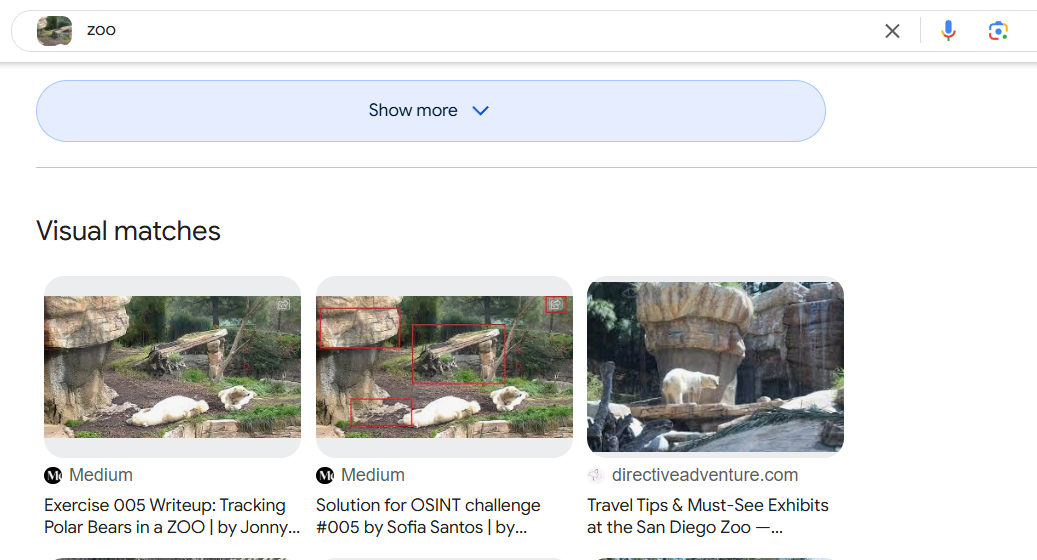 zoo
Show more
Visual matches
Medium
Exercise 005 Writeup: Tracking
Polar Bears in a ZOO | by Jonny...
Medium
Solution for OSINT challenge
#005 by Sofia Santos | by...
directiveadventure.com
Travel Tips & Must-See Exhibits
at the San Diego Zoo —...